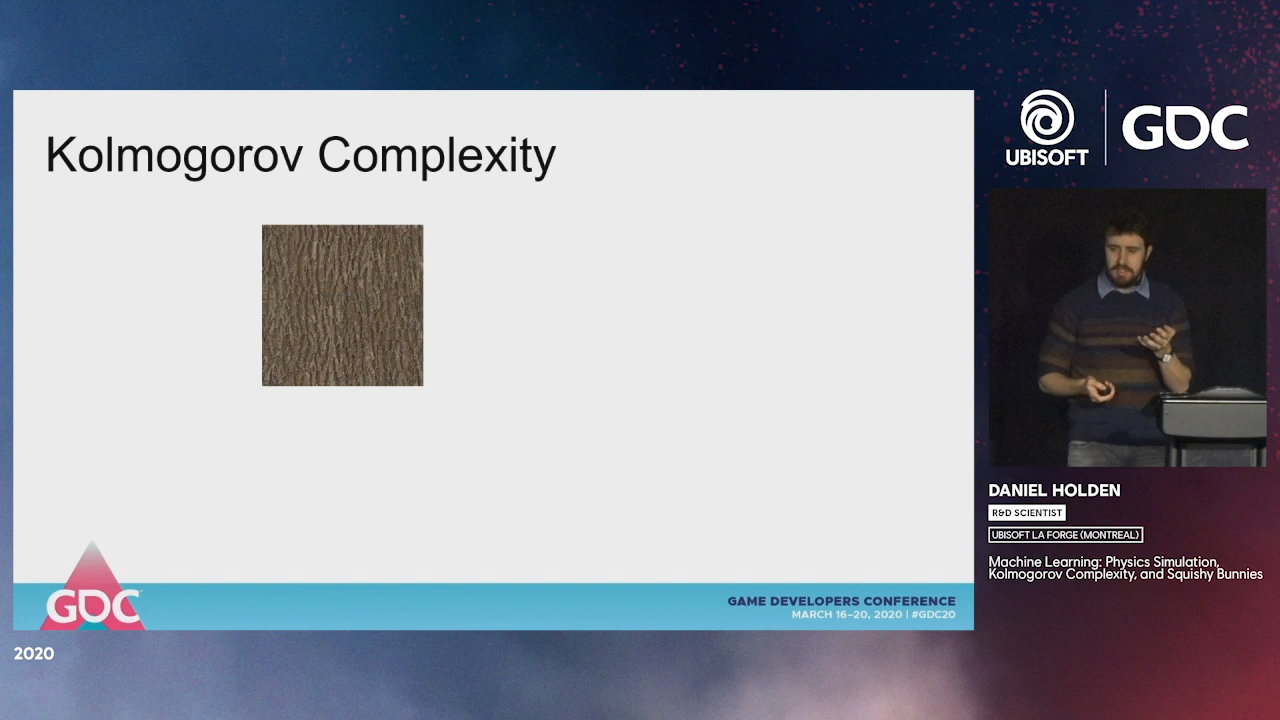 Kolmogorov Complexity
GDC
GAME DEVELOPERS CONFERENCE
MARCH 16–20, 2020 | #GDC20
2020
UBISOFT
GDC
DANIEL HOLDEN
R&D SCIENTIST
UBISOFT LA FORGE (MONTREAL)
Machine Learning: Physics Simulation,
Kolmogorov Complexity, and Squishy Bunnies